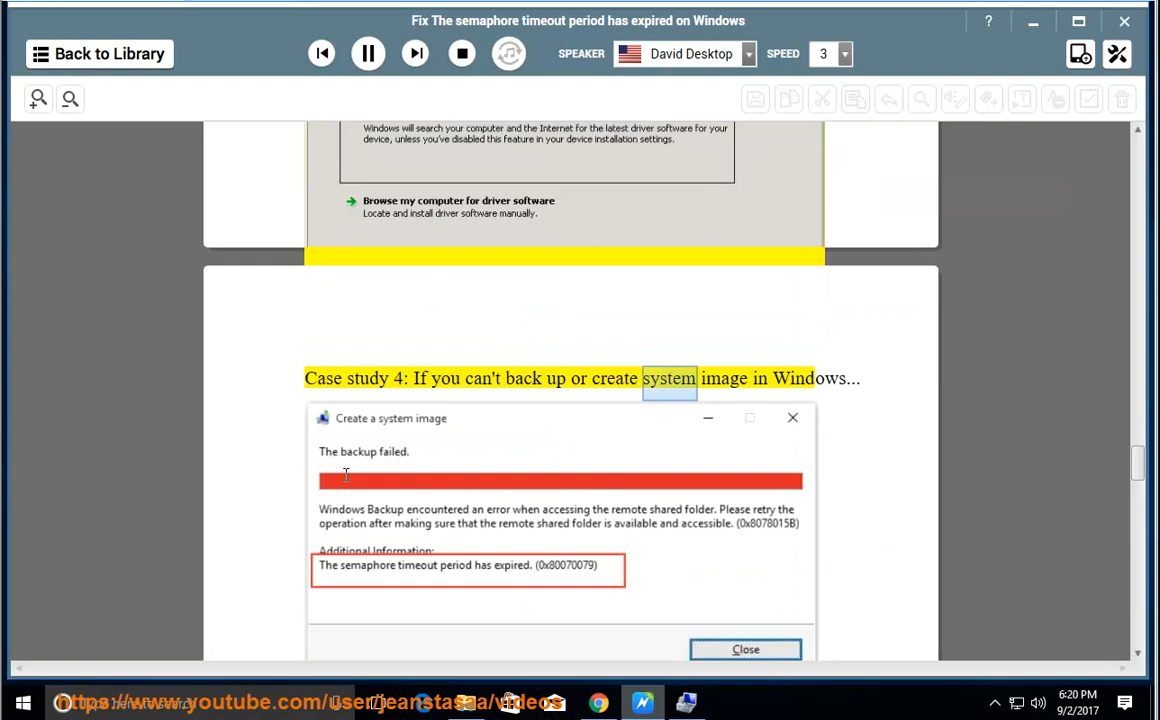 Fix The semaphore timeout period has expired on Windows
Back to Library
SPEAKER
David Desktop
SPEED
3
Windows will search your computer and the Internet for the latest driver software for your
device, unless you've disabled this feature in your device installation settings.
Browse my computer for driver software
Locate and install driver software manually.
Case study 4: If you can't back up or create system image in Windows...
Create a system image
The backup failed.
Windows Backup encountered an error when accessing the remote shared folder. Please retry the
operation after making sure that the remote shared folder is available and accessible. (0x8078015B)
Additional Information:
The semaphore timeout period has expired. (0x80070079)
Close
https://www.youtube.com/user/jeanstasaa/videos
6:20 PM
9/2/2017